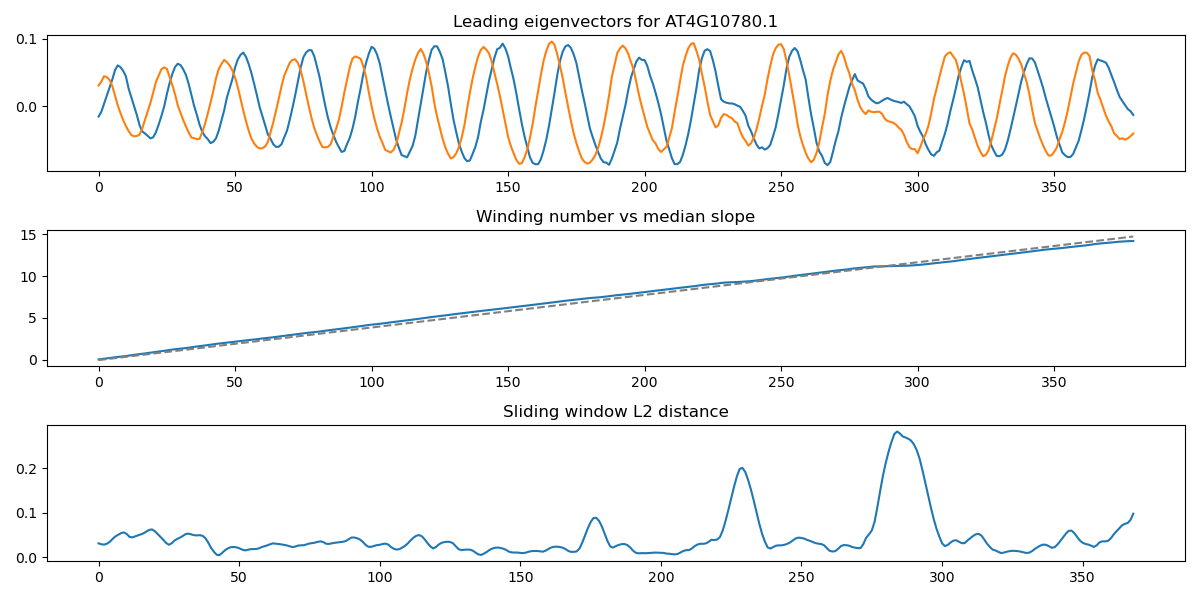 Leading eigenvectors for AT4G10780.1
0.1
0.0
0 50 100 150 200 250 300 350
Winding number vs median slope
15
10
5
0
0 50 100 150 200 250 300 350
Sliding window L2 distance
0.2
0.1
0.0
0 50 100 150 200 250 300 350